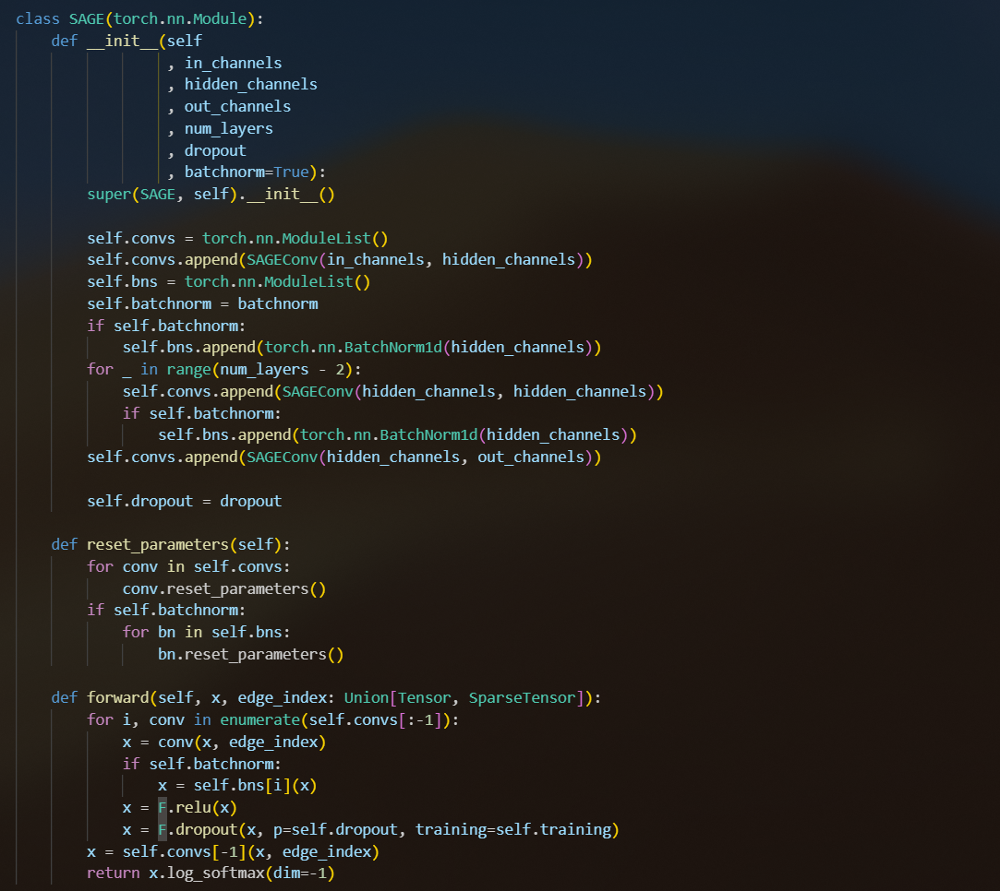 class SAGE(torch.nn.Module):
    def __init__(self
                 , in_channels
                 , hidden_channels
                 , out_channels
                 , num_layers
                 , dropout
                 , batchnorm=True):
        super(SAGE, self).__init__()

        self.convs = torch.nn.ModuleList()
        self.convs.append(SAGEConv(in_channels, hidden_channels))
        self.bns = torch.nn.ModuleList()
        self.batchnorm = batchnorm
        if self.batchnorm:
            self.bns.append(torch.nn.BatchNorm1d(hidden_channels))
        for _ in range(num_layers - 2):
            self.convs.append(SAGEConv(hidden_channels, hidden_channels))
            if self.batchnorm:
                self.bns.append(torch.nn.BatchNorm1d(hidden_channels))
        self.convs.append(SAGEConv(hidden_channels, out_channels))

        self.dropout = dropout

    def reset_parameters(self):
        for conv in self.convs:
            conv.reset_parameters()
        if self.batchnorm:
            for bn in self.bns:
                bn.reset_parameters()

    def forward(self, x, edge_index: Union[Tensor, SparseTensor]):
        for i, conv in enumerate(self.convs[:-1]):
            x = conv(x, edge_index)
            if self.batchnorm:
                x = self.bns[i](x)
            x = F.relu(x)
            x = F.dropout(x, p=self.dropout, training=self.training)
        x = self.convs[-1](x, edge_index)
        return x.log_softmax(dim=-1)